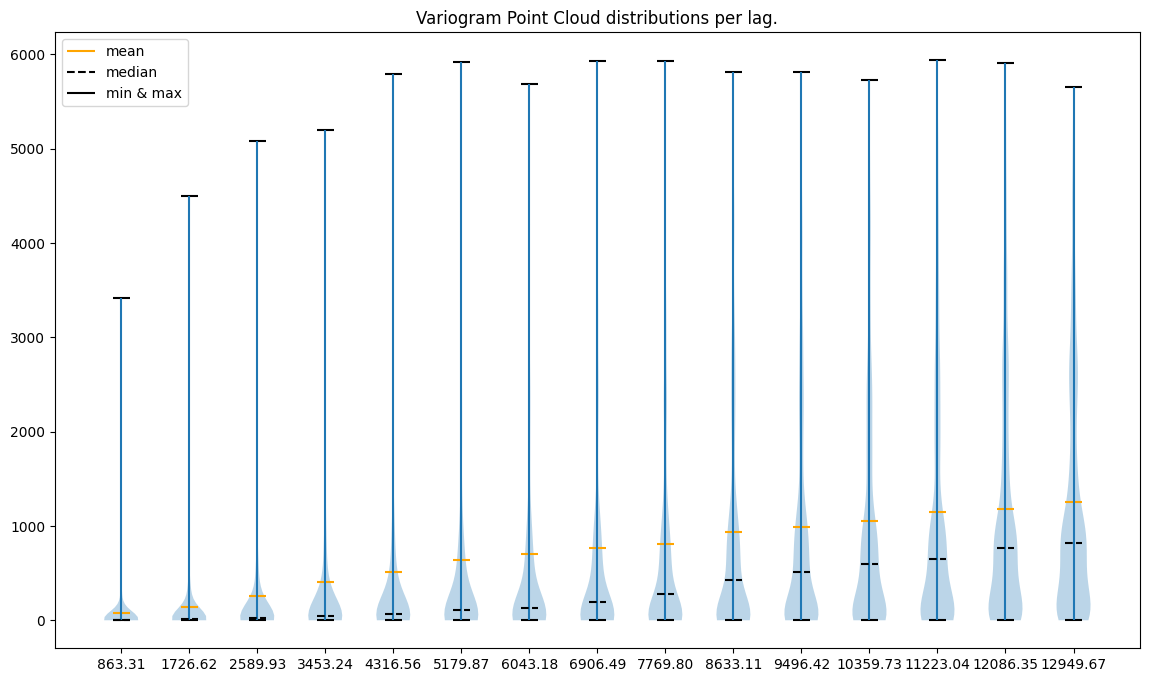 Variogram Point Cloud distributions per lag.
mean
median
min & max
6000
5000
4000
3000
2000
1000
0
863.31 1726.62 2589.93 3453.24 4316.56 5179.87 6043.18 6906.49 7769.80 8633.11 9496.42 10359.73 11223.04 12086.35 12949.67